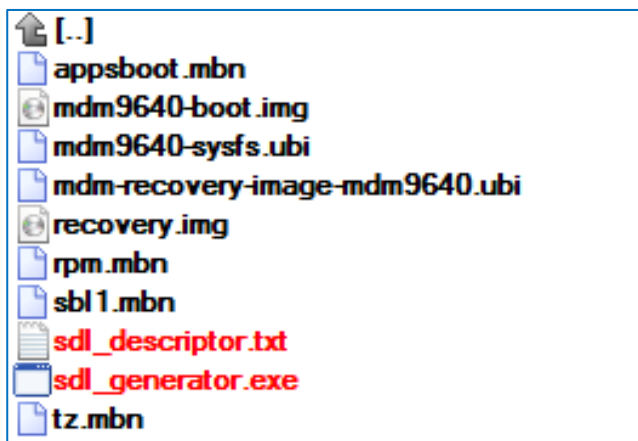 [..]
appsboot.mbn
mdm9640-boot.img
mdm9640-sysfs.ubi
mdm-recovery-image-mdm9640.ubi
recovery.img
rpm.mbn
sbl1.mbn
sdl_descriptor.txt
sdl_generator.exe
tz.mbn